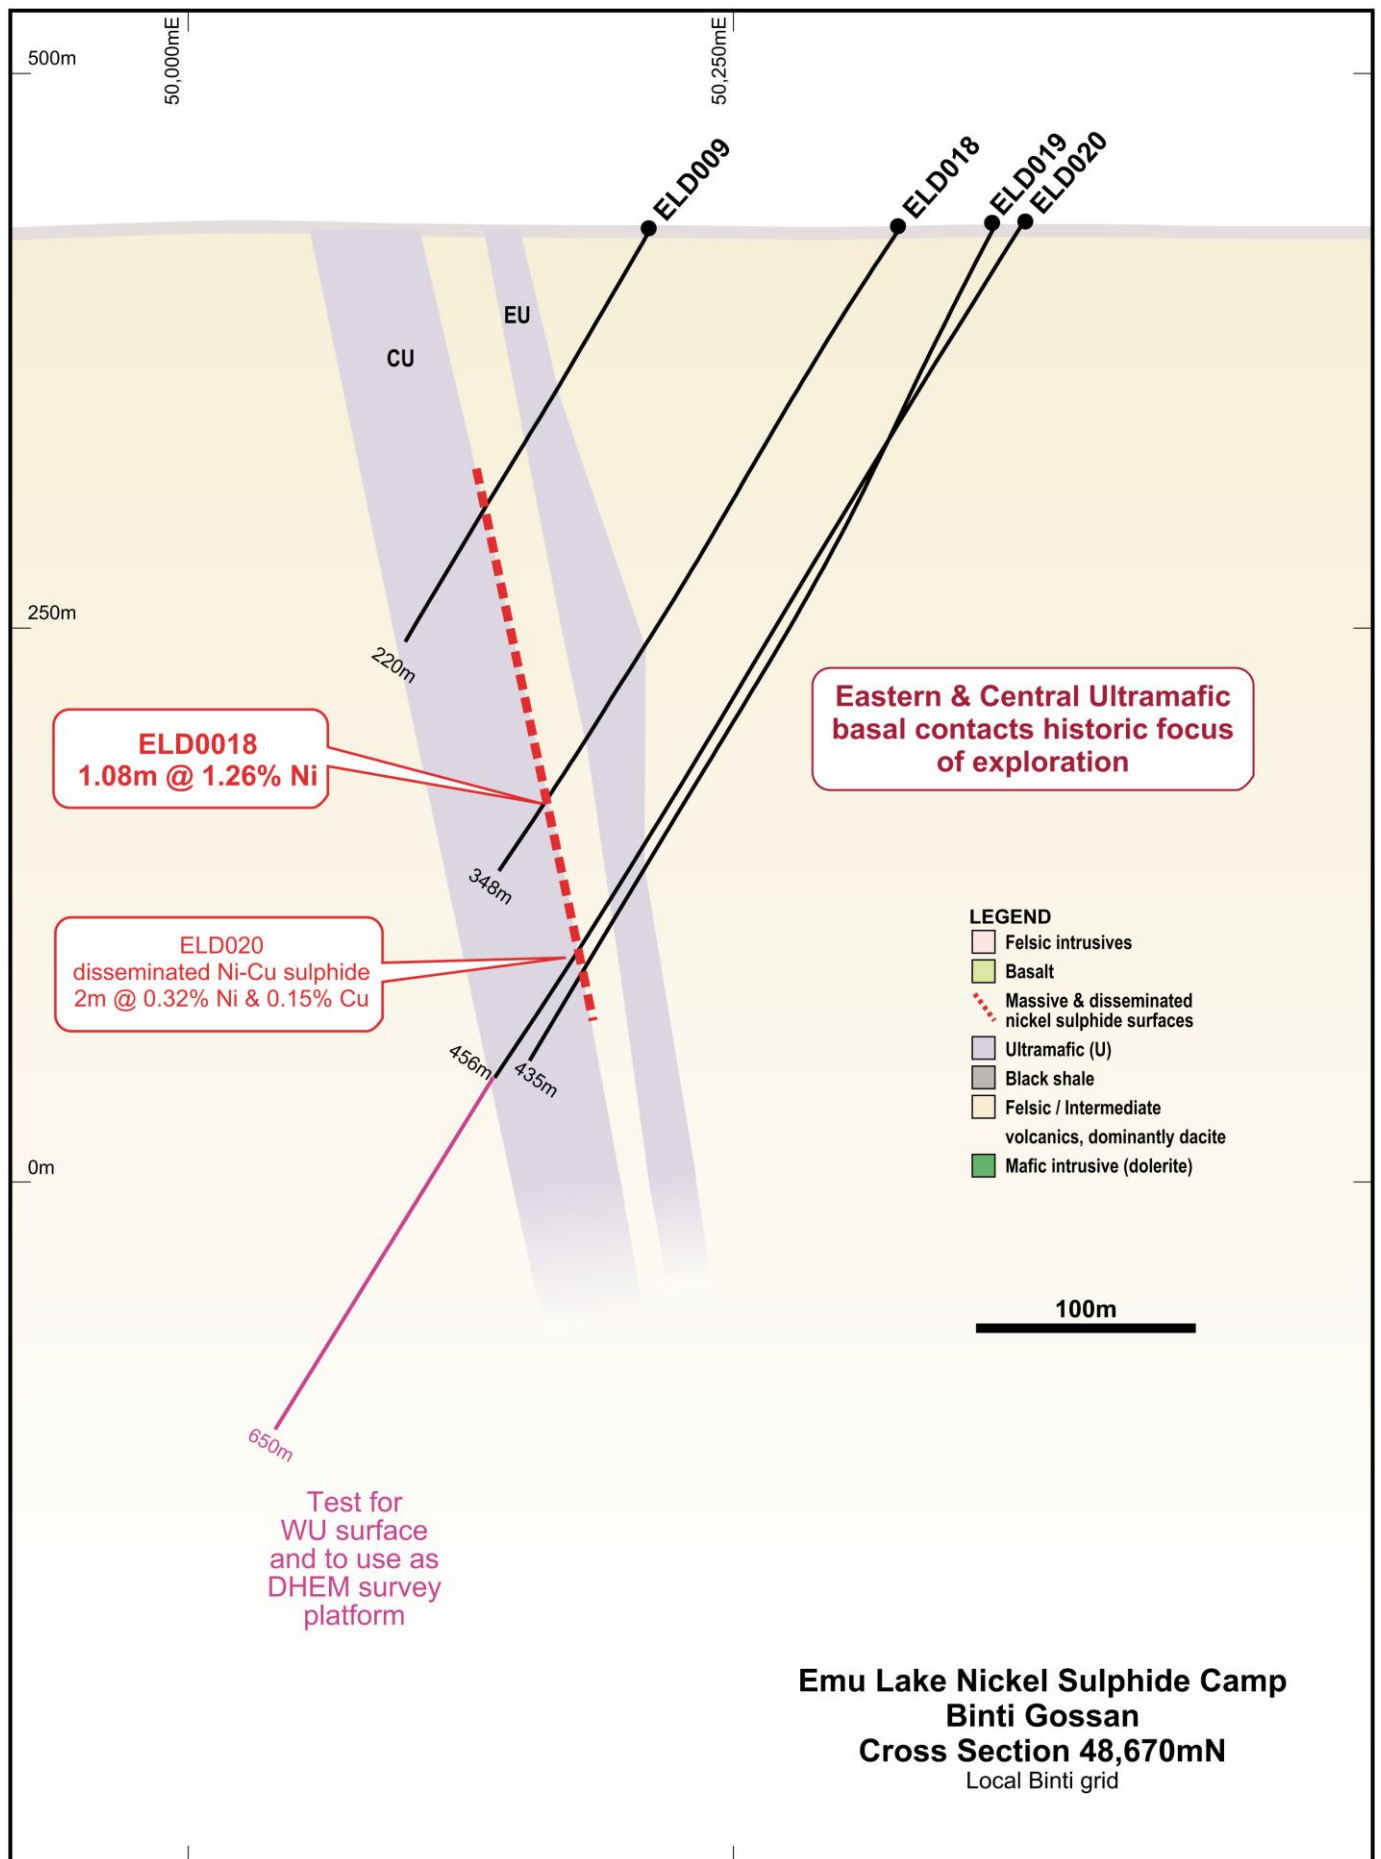 50,000mE
50,250mE
500m
ELD009
ELD018
ELD019
ELD020
EU
CU
250m
220m
Eastern & Central Ultramafic
basal contacts historic focus
of exploration
ELD0018
1.08m @ 1.26% Ni
348m
ELD020
disseminated Ni-Cu sulphide
2m @ 0.32% Ni & 0.15% Cu
LEGEND
Felsic intrusives
Basalt
Massive & disseminated
nickel sulphide surfaces
Ultramafic (U)
Black shale
Felsic / Intermediate
volcanics, dominantly dacite
Mafic intrusive (dolerite)
456m
435m
0m
100m
650m
Test for
WU surface
and to use as
DHEM survey
platform
Emu Lake Nickel Sulphide Camp
Binti Gossan
Cross Section 48,670mN
Local Binti grid